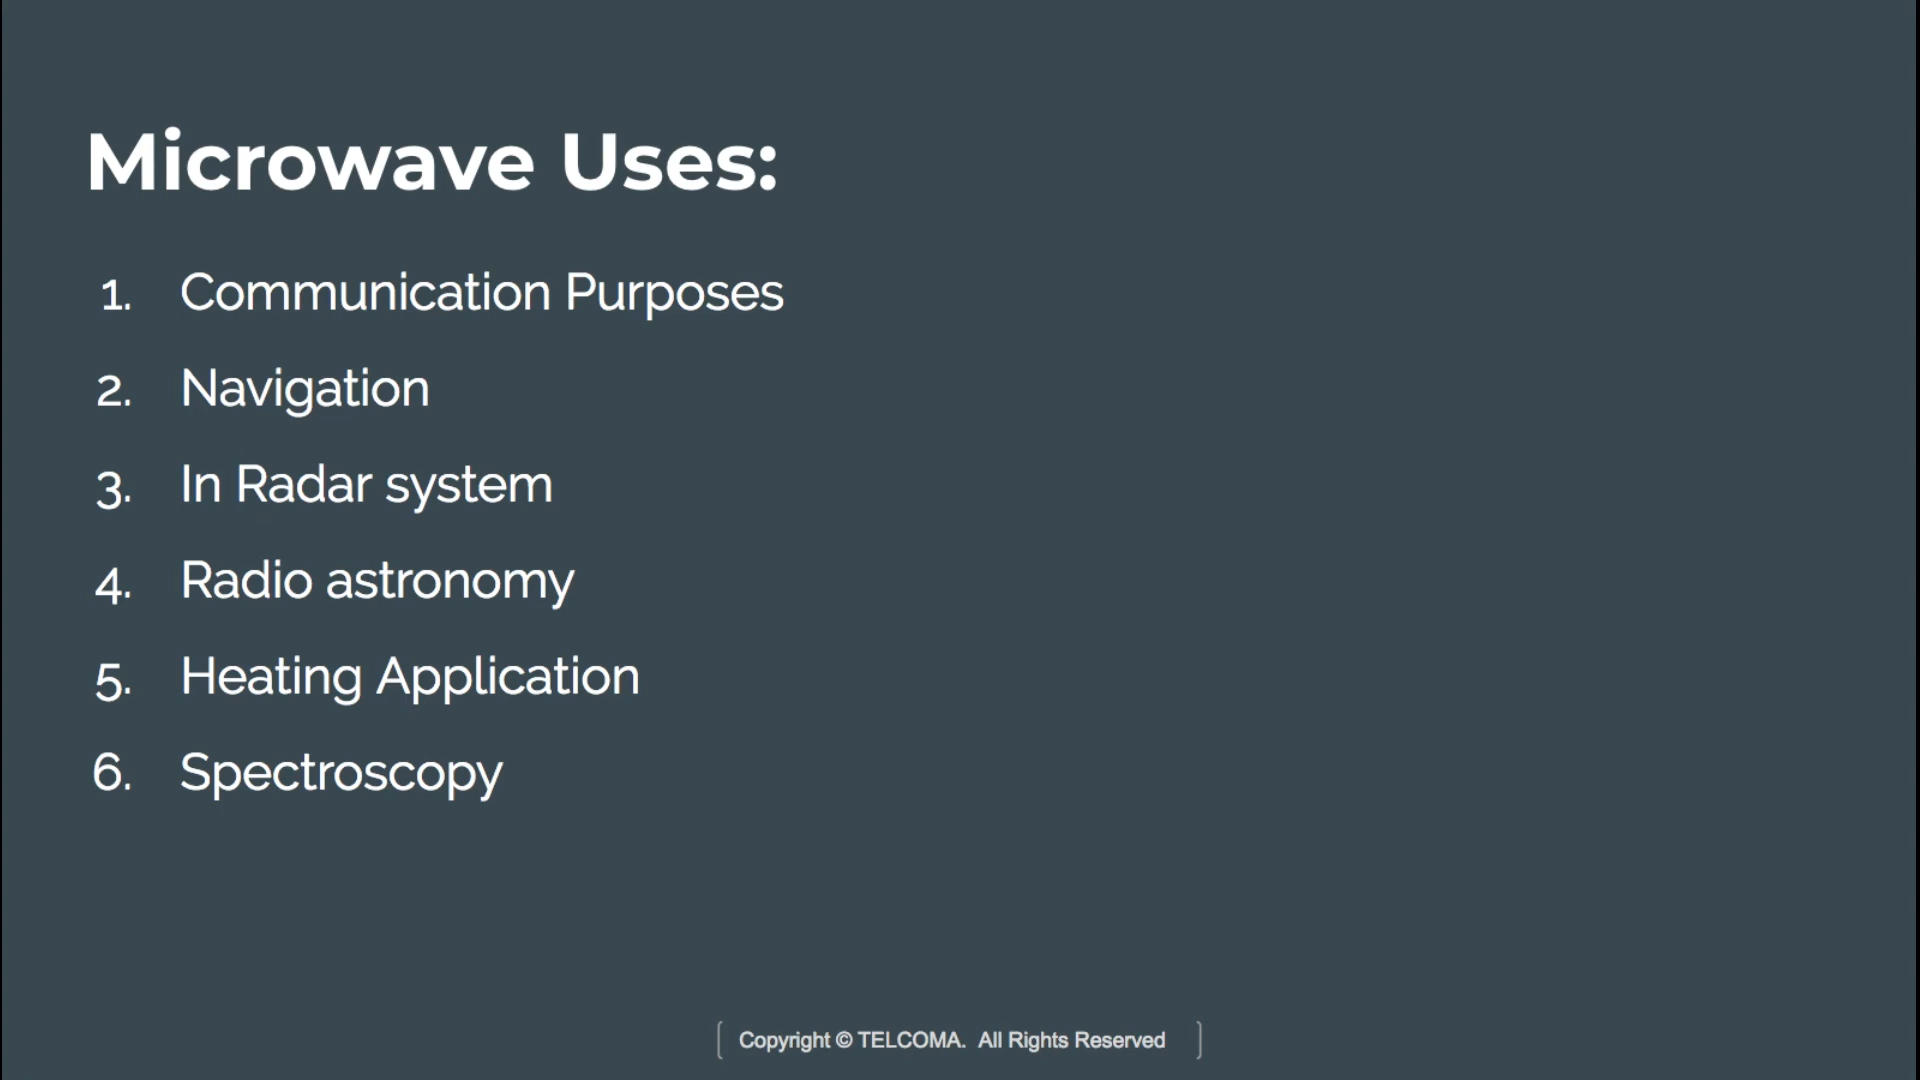 Microwave Uses:
1. Communication Purposes
2. Navigation
3. In Radar system
4. Radio astronomy
5. Heating Application
6. Spectroscopy
Copyright © TELCOMA. All Rights Reserved